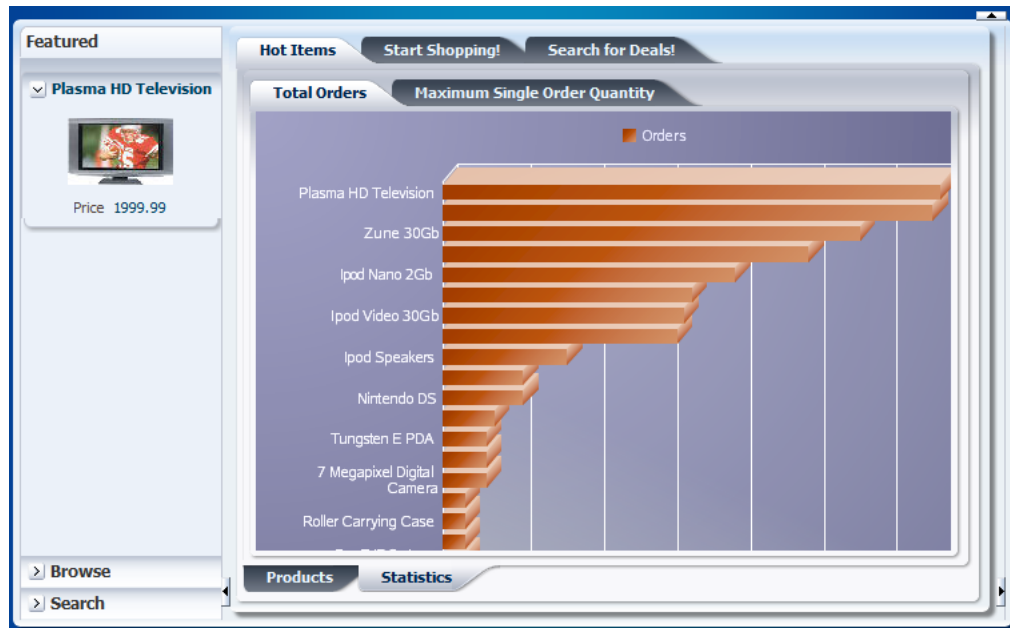 Featured
Plasma HD Television
Price 1999.99
Browse
Search
Hot Items
Start Shopping!
Search for Deals!
Total Orders
Maximum Single Order Quantity
Orders
Plasma HD Television
Zune 30Gb
Ipod Nano 2Gb
Ipod Video 30Gb
Ipod Speakers
Nintendo DS
Tungsten E PDA
7 Megapixel Digital
Camera
Roller Carrying Case
Products
Statistics